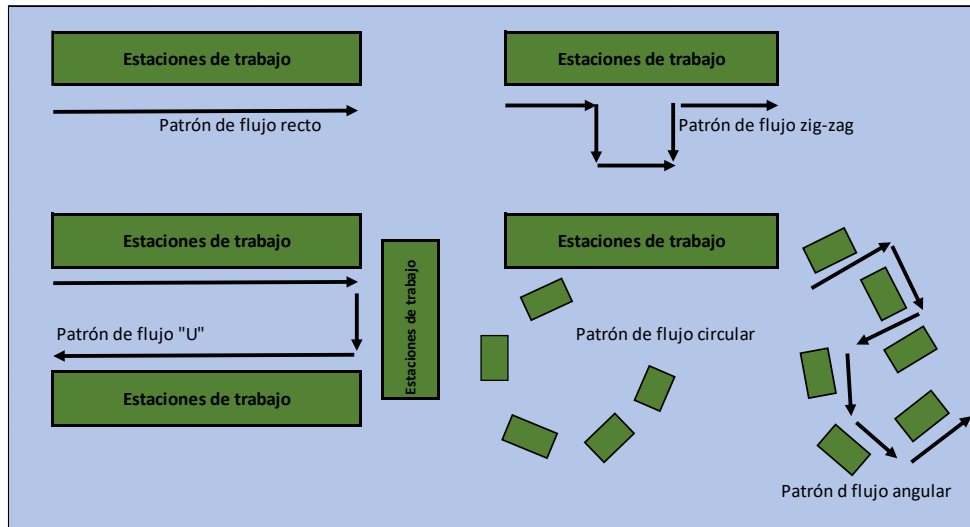 Estaciones de trabajo
Patrón de flujo recto
Estaciones de trabajo
Patrón de flujo zig-zag
Estaciones de trabajo
Patrón de flujo "U"
Estaciones de trabajo
Estaciones de trabajo
Estaciones de trabajo
Patrón de flujo circular
Patrón d flujo angular